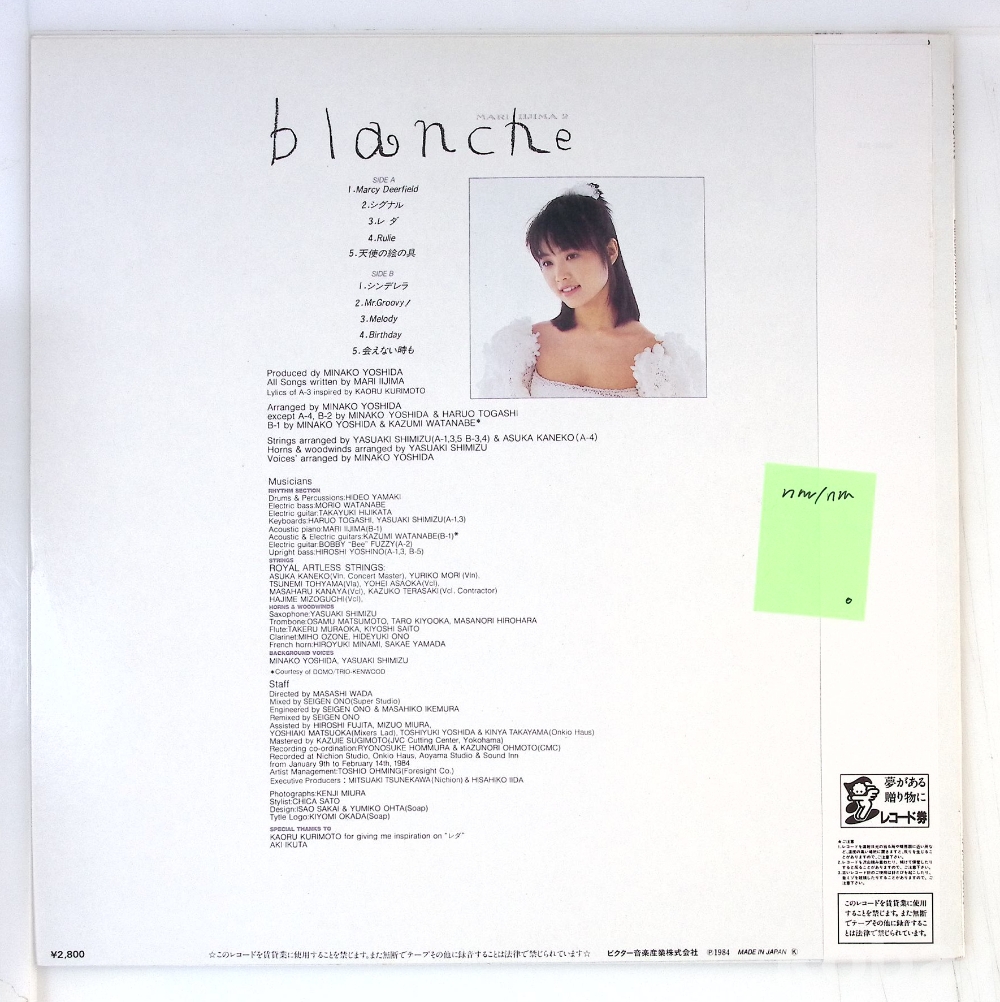 MARI IIJIMA 2
blanche
SIDE A
1.Marcy Deerfield
2.シグナル
3.レ ダ
4.Rulie
5.天使の絵の具
SIDE B
1.シンデレラ
2.Mr.Groovy!
3.Melody
4.Birthday
5.会えない時も
Produced dy MINAKO YOSHIDA
All Songs written by MARI IIJIMA
Lylics of A-3 inspired by KAORU KURIMOTO
Arranged by MINAKO YOSHIDA
except A-4, B-2 by MINAKO YOSHIDA & HARUO TOGASHI
B-1 by MINAKO YOSHIDA & KAZUMI WATANABE*
Strings arranged by YASUAKI SHIMIZU(A-1,3,5 B-3,4) & ASUKA KANEKO(A-4)
Horns & woodwinds arranged by YASUAKI SHIMIZU
Voices' arranged by MINAKO YOSHIDA
Musicians
RHYTHM SECTION
Drums & Percussions:HIDEO YAMAKI
Electric bass:MORIO WATANABE
Electric guitar:TAKAYUKI HIJIKATA
Keyboards:HARUO TOGASHI, YASUAKI SHIMIZU(A-1,3)
Acoustic piano:MARI IIJIMA(B-1)
Acoustic & Electric guitars:KAZUMI WATANABE(B-1)*
Electric guitar:BOBBY "Bee" FUZZY(A-2)
Upright bass:HIROSHI YOSHINO(A-1,3, B-5)
STRINGS
ROYAL ARTLESS STRINGS:
ASUKA KANEKO(Vln, Concert Master), YURIKO MORI (Vln),
TSUNEMI TOHYAMA(Vla), YOHEI ASAOKA(Vcl),
MASAHARU KANAYA(Vcl), KAZUKO TERASAKI(Vcl. Contractor)
HAJIME MIZOGUCHI(Vcl),
HORNS & WOODWINDS
Saxophone:YASUAKI SHIMIZU
Trombone:OSAMU MATSUMOTO, TARO KIYOOKA, MASANORI HIROHARA
Flute:TAKERU MURAOKA, KIYOSHI SAITO
Clarinet:MIHO OZONE, HIDEYUKI ONO
French horn:HIROYUKI MINAMI, SAKAE YAMADA
BACKGROUND VOICES
MINAKO YOSHIDA, YASUAKI SHIMIZU
*Courtesy of DOMO/TRIO-KENWOOD
Staff
Directed by MASASHI WADA
Mixed by SEIGEN ONO(Super Studio)
Engineered by SEIGEN ONO & MASAHIKO IKEMURA
Remixed by SEIGEN ONO
Assisted by HIROSHI FUJITA, MIZUO MIURA,
YOSHIAKI MATSUOKA(Mixers Lad), TOSHIYUKI YOSHIDA & KINYA TAKAYAMA(Onkio Haus)
Mastered by KAZUIE SUGIMOTO(JVC Cutting Center, Yokohama)
Recording co-ordination:RYONOSUKE HOMMURA & KAZUNORI OHMOTO(CMC)
Recorded at Nichion Studio, Onkio Haus, Aoyama Studio & Sound Inn
from January 9th to February 14th, 1984
Artist Management:TOSHIO OHMING(Foresight Co.)
Executive Producers : MITSUAKI TSUNEKAWA(Nichion) & HISAHIKO IIDA
Photographs:KENJI MIURA
Stylist:CHICA SATO
Design:ISAO SAKAI & YUMIKO OHTA(Soap)
Tytle Logo:KIYOMI OKADA(Soap)
SPECIAL THANKS TO
KAORU KURIMOTO for giving me inspiration on "レダ"
AKI IKUTA
nm/nm
夢がある
贈り物に
レコード券
★ご注意
このレコードを賃貸業に使用
することを禁じます。また無断
でテープその他に録音するこ
とは法律で禁じられています。
¥2,800
☆このレコードを賃貸業に使用することを禁じます。また無断でテープその他に録音することは法律で禁じられています☆
ビクター音楽産業株式会社 ℗1984 MADE IN JAPAN Ⓚ